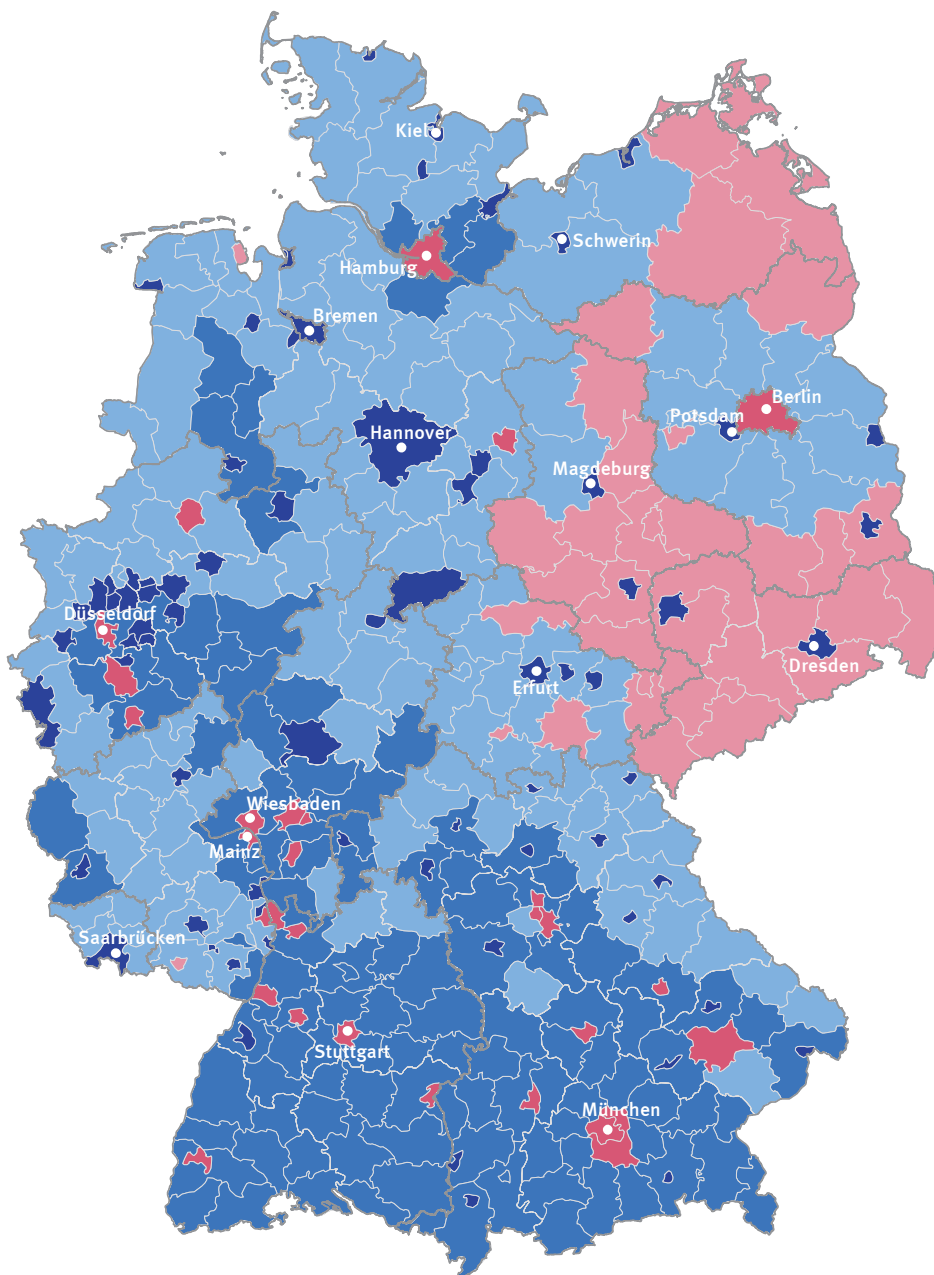 Kiel
Schwerin
Hamburg
Bremen
Berlin
Potsdam
Hannover
Magdeburg
Düsseldorf
Dresden
Erfurt
Wiesbaden
Mainz
Saarbrücken
Stuttgart
München